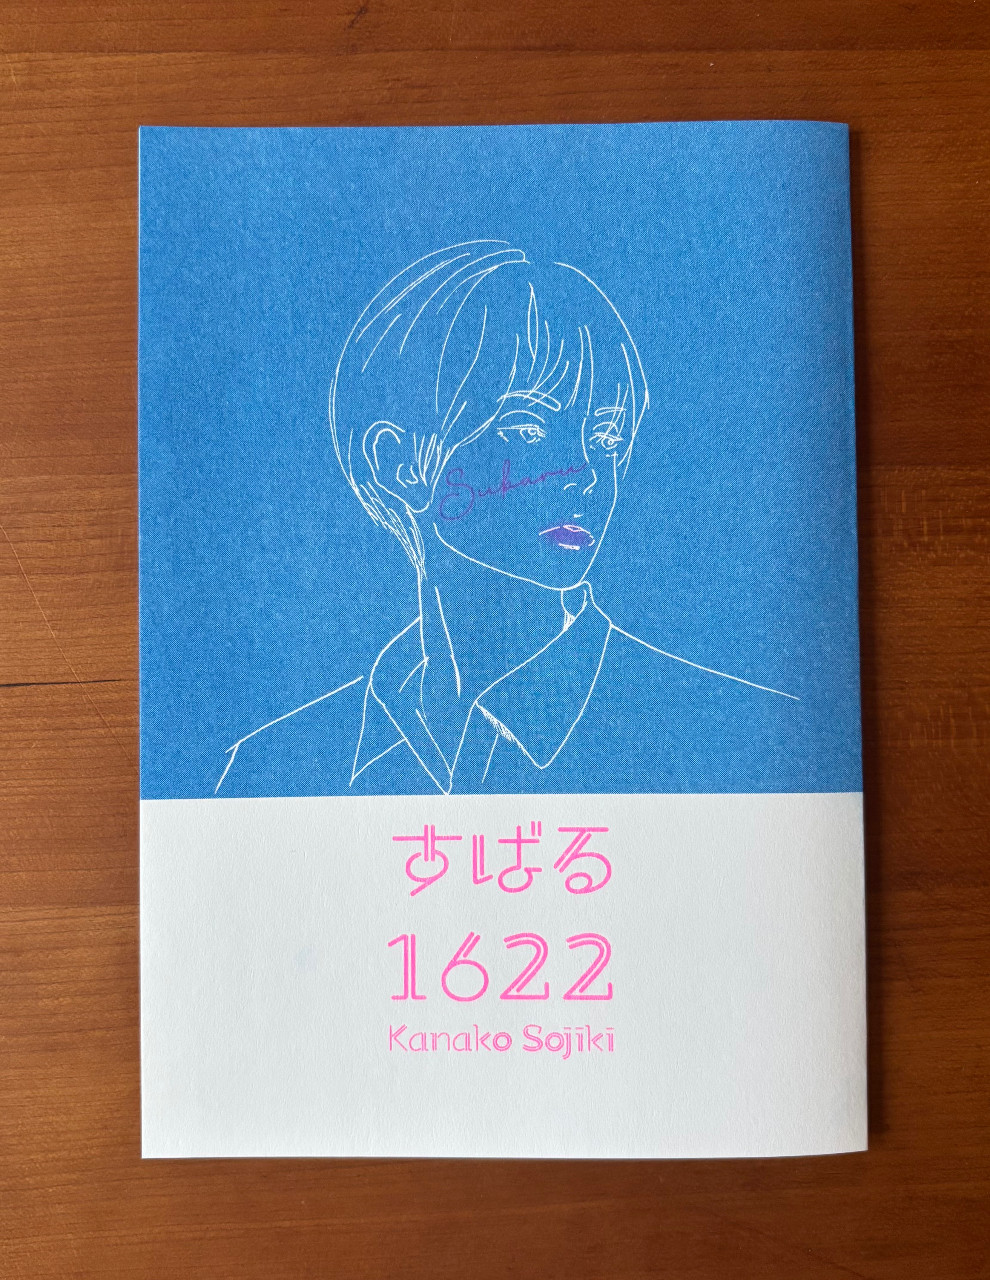 Subaru
すばる
1622
Kanako Sojiki